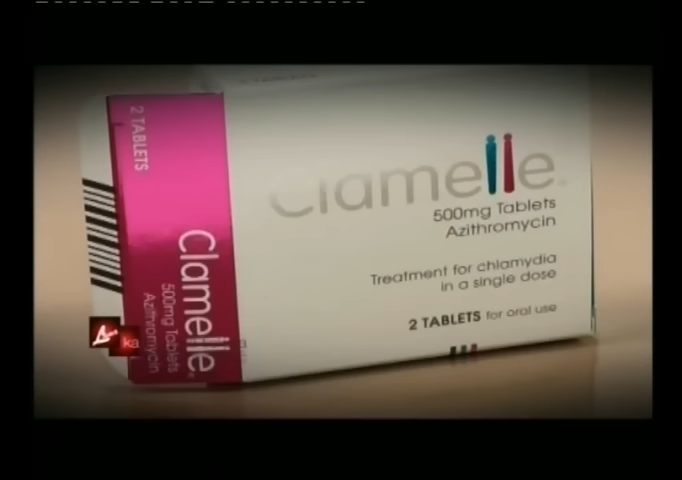 2 TABLETS
Clamelle
500mg Tablets
Azithromycin
Clamelle
500mg Tablets
Azithromycin
Treatment for chlamydia
in a single dose
2 TABLETS for oral use